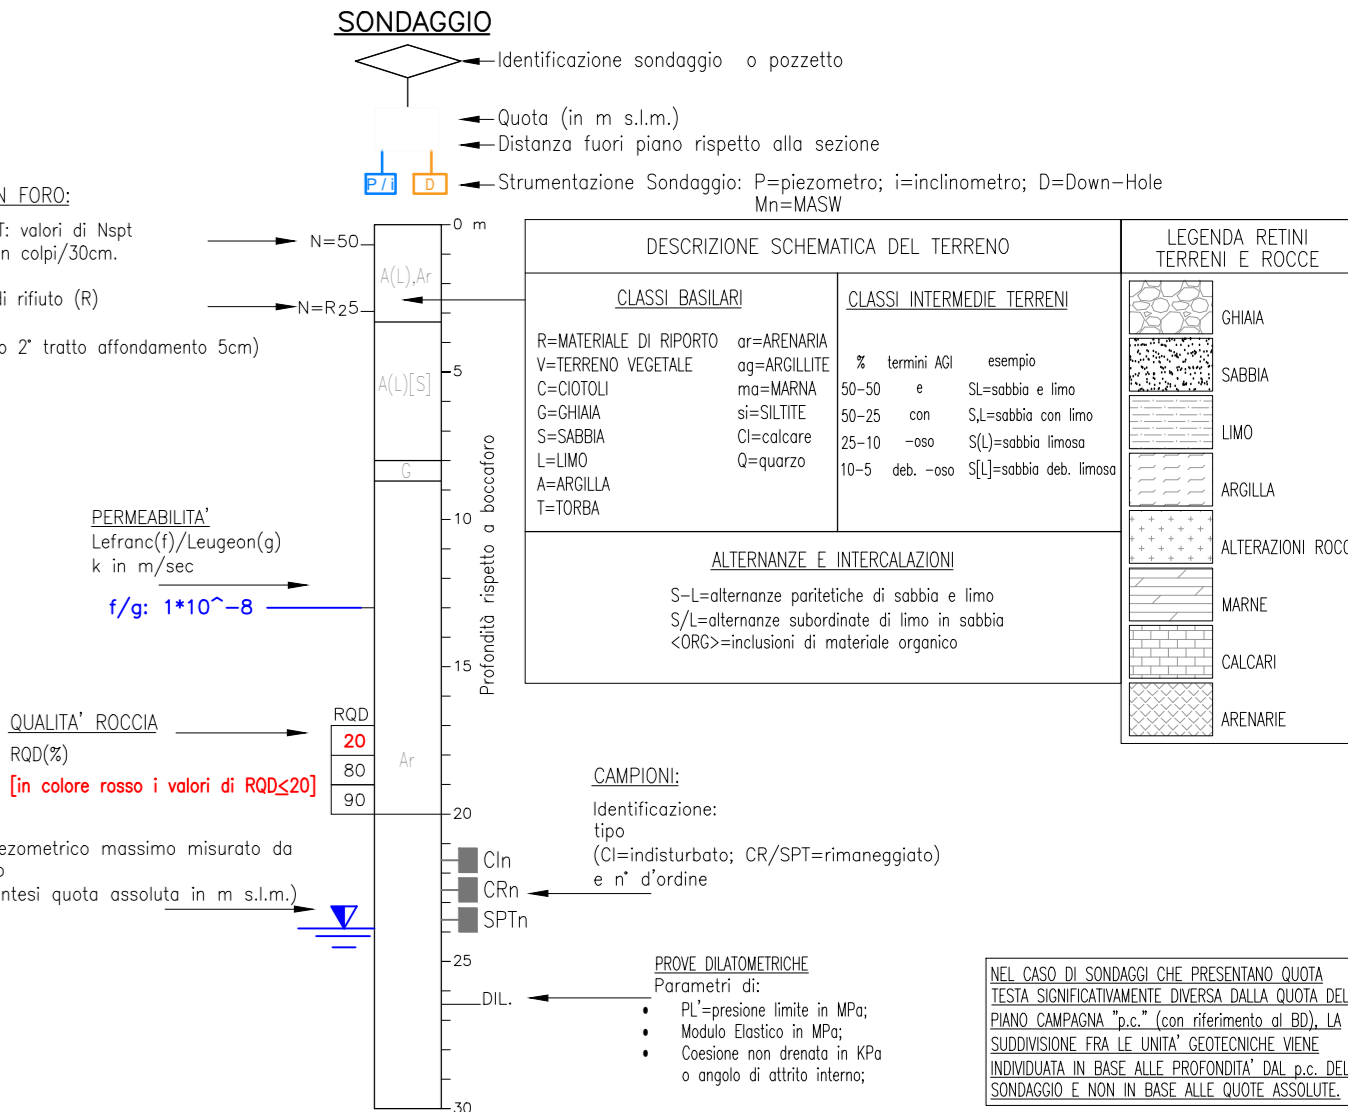 SONDAGGIO
Identificazione sondaggio o pozzetto
Quota (in m s.l.m.)
Distanza fuori piano rispetto alla sezione
P/i
D
Strumentazione Sondaggio: P=piezometro; i=inclinometro; D=Down-Hole
Mn=MASW
N FORO:
T: valori di Nspt
n colpi/30cm.
di rifiuto (R)
o 2° tratto affondamento 5cm)
N=50
N=R25
0 m
5
10
15
20
25
30
A(L),Ar
A(L)[S]
G
Ar
Profondità rispetto a boccaforo
DESCRIZIONE SCHEMATICA DEL TERRENO
CLASSI BASILARI
R=MATERIALE DI RIPORTO
V=TERRENO VEGETALE
C=CIOTOLI
G=GHIAIA
S=SABBIA
L=LIMO
A=ARGILLA
T=TORBA
ar=ARENARIA
ag=ARGILLITE
ma=MARNA
si=SILTITE
Cl=calcare
Q=quarzo
CLASSI INTERMEDIE TERRENI
% termini AGI esempio
50-50 e SL=sabbia e limo
50-25 con S,L=sabbia con limo
25-10 -oso S(L)=sabbia limosa
10-5 deb. -oso S[L]=sabbia deb. limosa
ALTERNANZE E INTERCALAZIONI
S-L=alternanze paritetiche di sabbia e limo
S/L=alternanze subordinate di limo in sabbia
<ORG>=inclusioni di materiale organico
LEGENDA RETINI
TERRENI E ROCCE
GHIAIA
SABBIA
LIMO
ARGILLA
ALTERAZIONI ROCC
MARNE
CALCARI
ARENARIE
PERMEABILITA'
Lefranc(f)/Leugeon(g)
k in m/sec
f/g: 1*10^-8
QUALITA' ROCCIA
RQD(%)
[in colore rosso i valori di RQD≤20]
RQD
20
80
90
ezometrico massimo misurato da
o
ntesi quota assoluta in m s.l.m.)
CIn
CRn
SPTn
DIL.
CAMPIONI:
Identificazione:
tipo
(CI=indisturbato; CR/SPT=rimaneggiato)
e n° d'ordine
PROVE DILATOMETRICHE
Parametri di:
• PL'=presione limite in MPa;
• Modulo Elastico in MPa;
• Coesione non drenata in KPa
o angolo di attrito interno;
NEL CASO DI SONDAGGI CHE PRESENTANO QUOTA
TESTA SIGNIFICATIVAMENTE DIVERSA DALLA QUOTA DEL
PIANO CAMPAGNA "p.c." (con riferimento al BD), LA
SUDDIVISIONE FRA LE UNITA' GEOTECNICHE VIENE
INDIVIDUATA IN BASE ALLE PROFONDITA' DAL p.c. DEL
SONDAGGIO E NON IN BASE ALLE QUOTE ASSOLUTE.